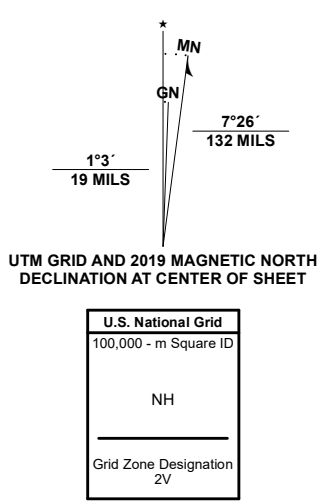 ★
MN
GN
7°26´
132 MILS
1°3´
19 MILS
UTM GRID AND 2019 MAGNETIC NORTH
DECLINATION AT CENTER OF SHEET
U.S. National Grid
100,000 - m Square ID
NH
Grid Zone Designation
2V